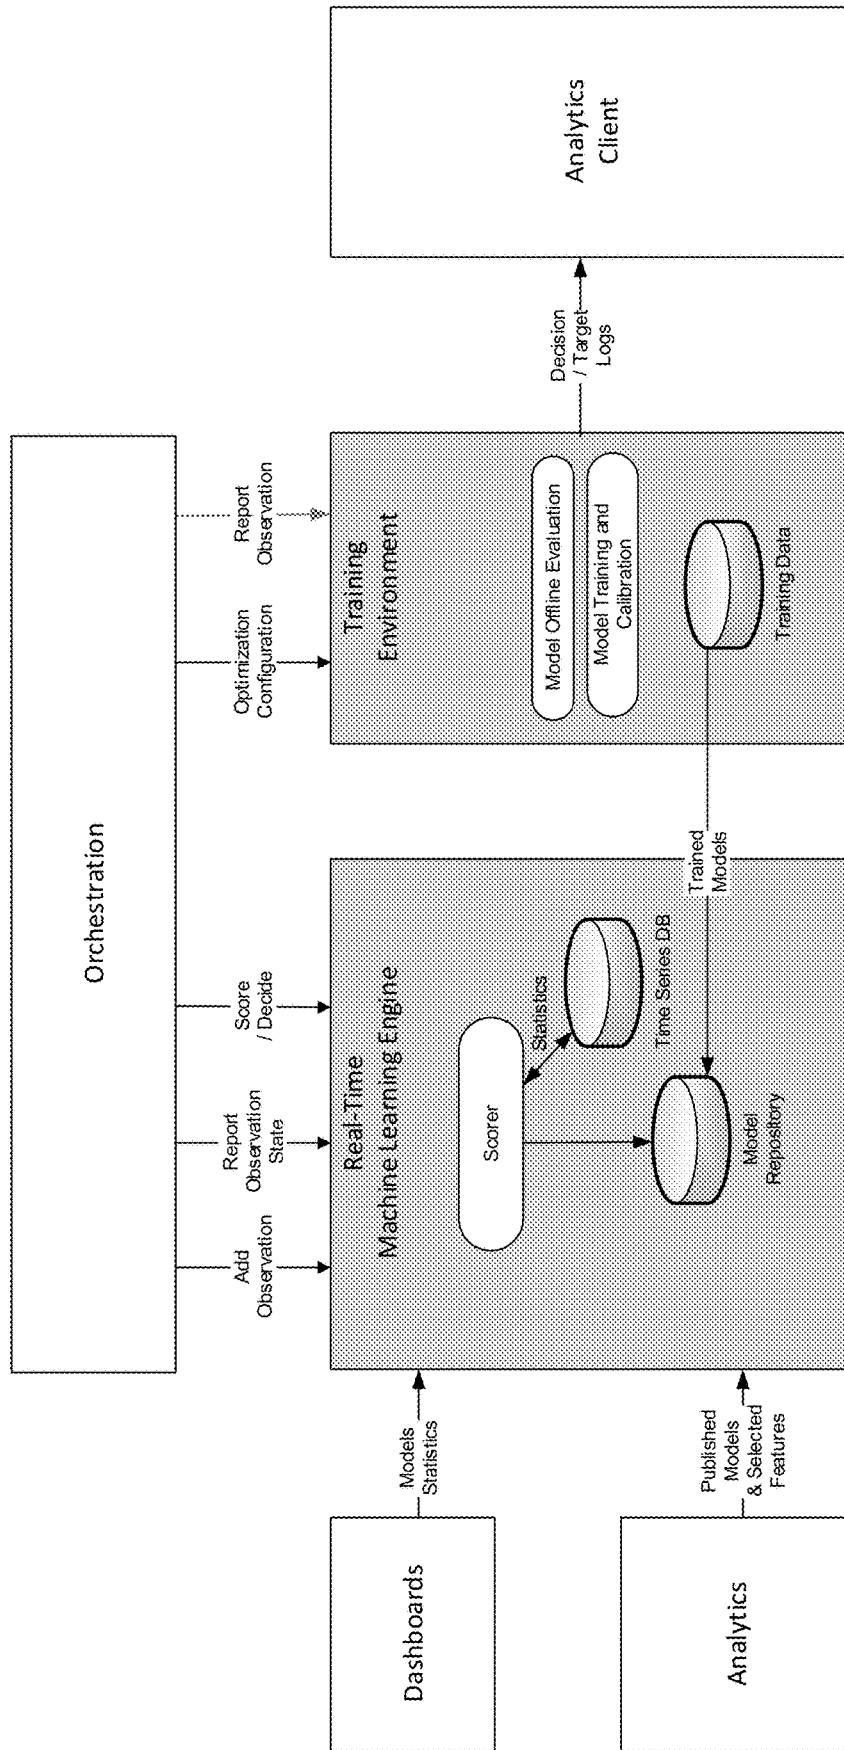 Orchestration
Add
Observation
Report
Observation
State
Score
/ Decide
Optimization
Configuration
Report
Observation
Dashboards
Models
Statistics
Analytics
Published
Models
& Selected
Features
Real-Time
Machine Learning Engine
Scorer
Statistics
Time Series DB
Model
Repository
Trained
Models
Training
Environment
Model Offline Evaluation
Model Training and
Calibration
Training Data
Decision
/ Target
Logs
Analytics
Client